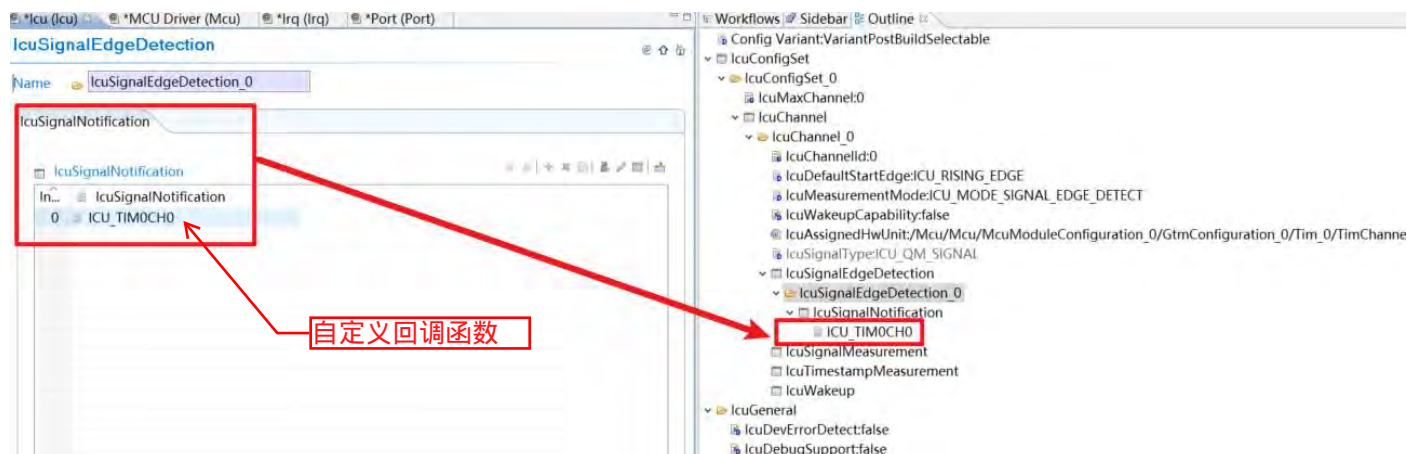 *Icu (Icu) *MCU Driver (Mcu) *Irq (Irq) *Port (Port)
IcuSignalEdgeDetection
Name IcuSignalEdgeDetection_0
IcuSignalNotification
IcuSignalNotification
In... IcuSignalNotification
0 ICU_TIM0CH0
自定义回调函数
Workflows Sidebar Outline
Config Variant:VariantPostBuildSelectable
IcuConfigSet
IcuConfigSet_0
IcuMaxChannel:0
IcuChannel
IcuChannel_0
IcuChannelId:0
IcuDefaultStartEdge:ICU_RISING_EDGE
IcuMeasurementMode:ICU_MODE_SIGNAL_EDGE_DETECT
IcuWakeupCapability:false
IcuAssignedHwUnit:/Mcu/Mcu/McuModuleConfiguration_0/GtmConfiguration_0/Tim_0/TimChanne
IcuSignalType:ICU_QM_SIGNAL
IcuSignalEdgeDetection
IcuSignalEdgeDetection_0
IcuSignalNotification
ICU_TIM0CH0
IcuSignalMeasurement
IcuTimestampMeasurement
IcuWakeup
IcuGeneral
IcuDevErrorDetect:false
IcuDebugSupport:false